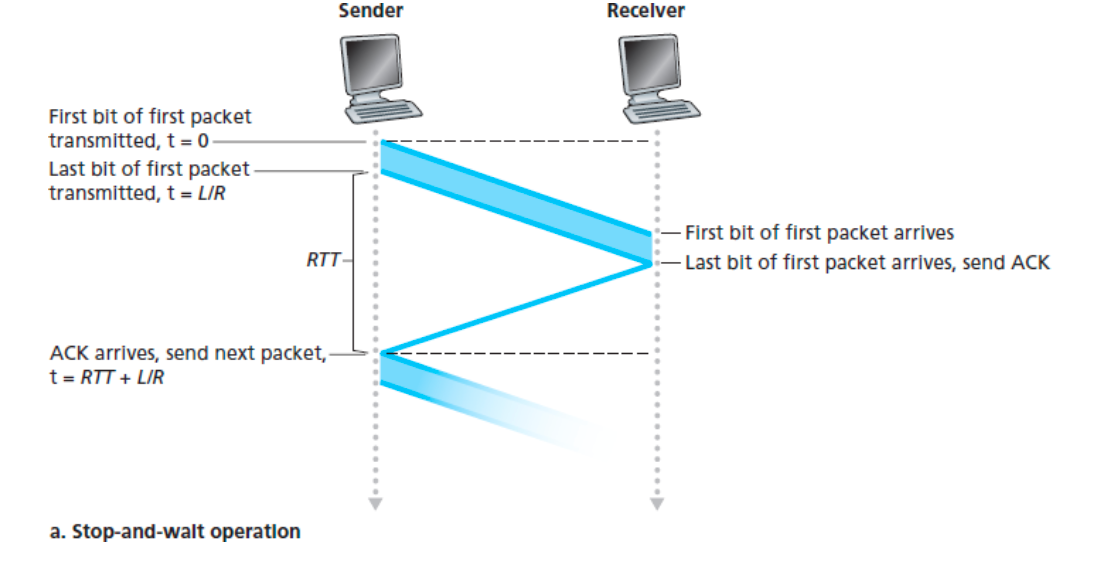 Sender
Receiver
First bit of first packet
transmitted, t = 0
Last bit of first packet
transmitted, t = L/R
RTT
First bit of first packet arrives
Last bit of first packet arrives, send ACK
ACK arrives, send next packet,
t = RTT + L/R
a. Stop-and-wait operation